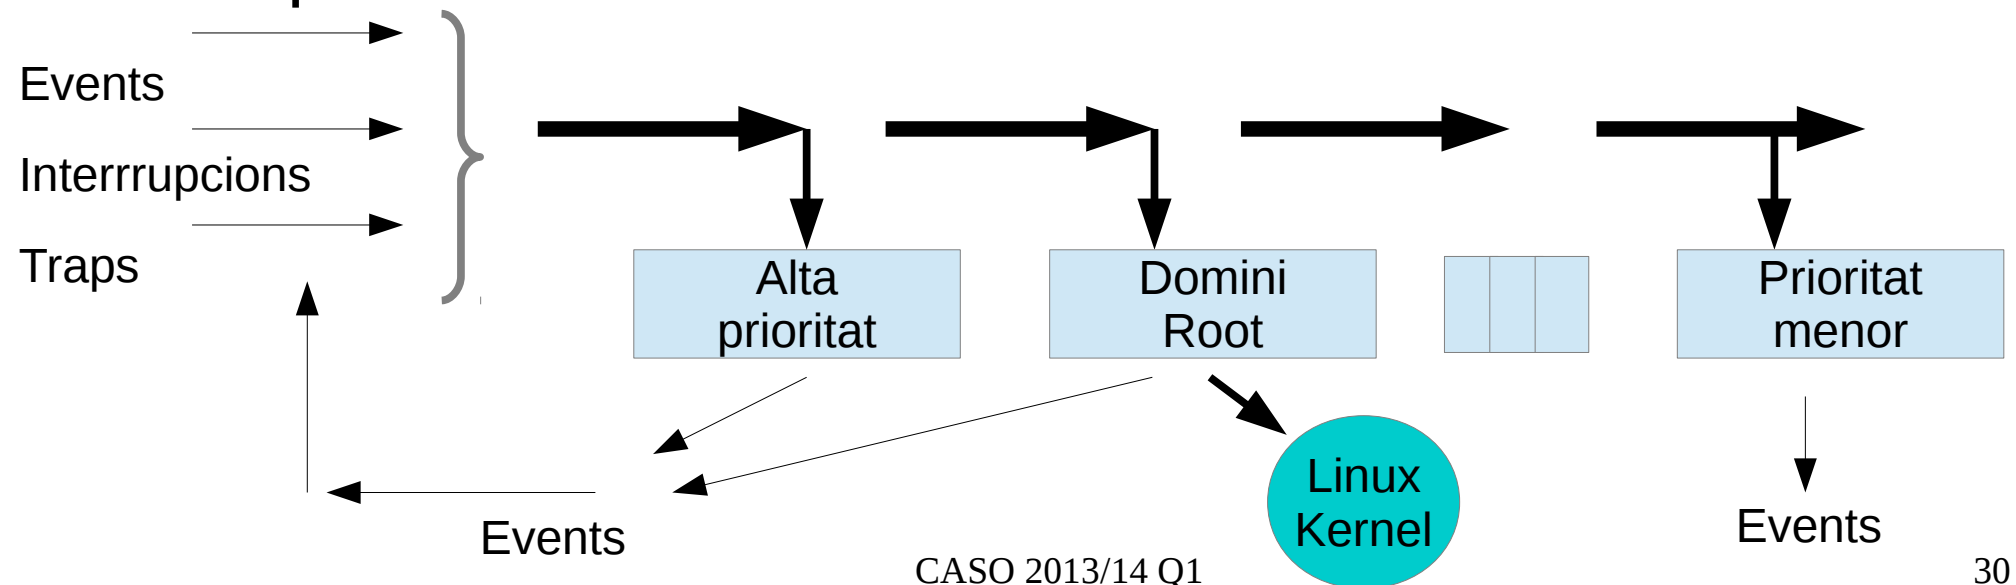 Events
Interrrupcions
Traps
Alta
prioritat
Domini
Root
Prioritat
menor
Linux
Kernel
Events
Events
CASO 2013/14 Q1
30